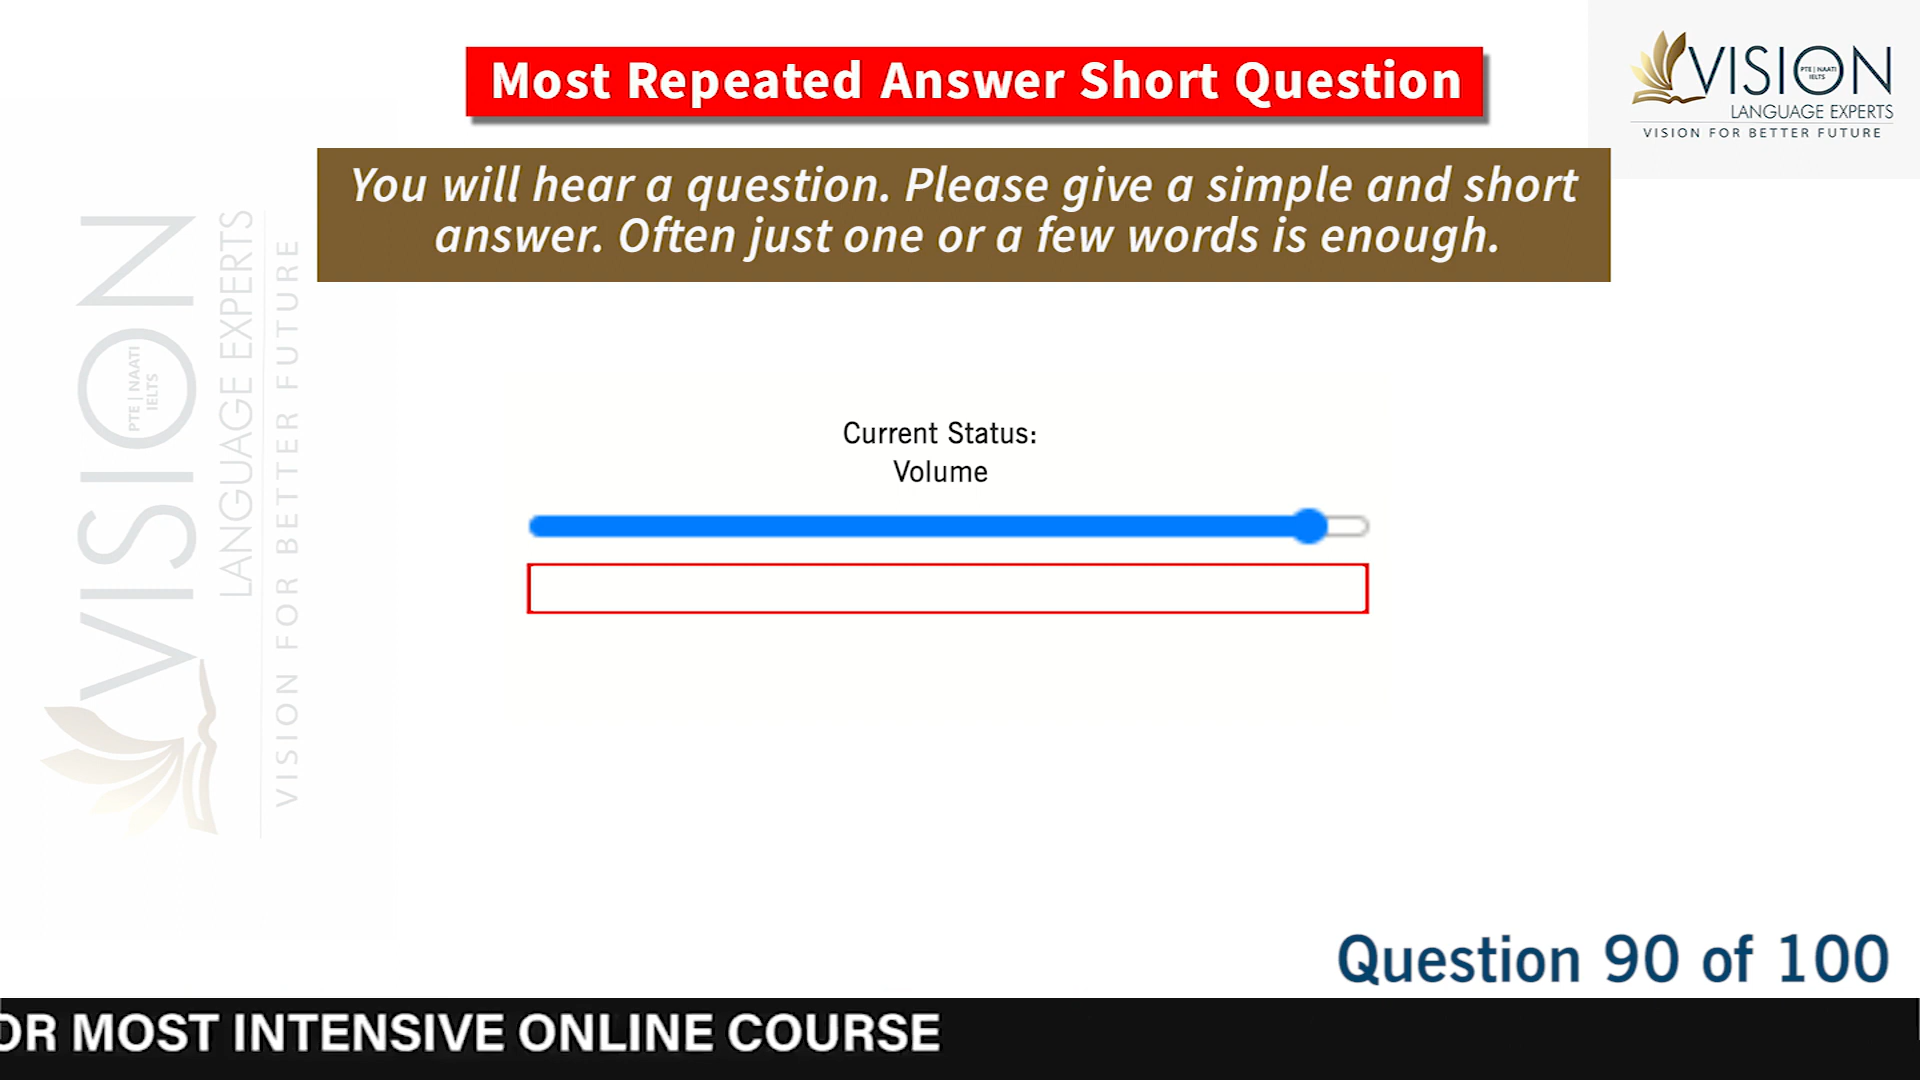 Most Repeated Answer Short Question
VISION
PTE | NAATI
IELTS
LANGUAGE EXPERTS
VISION FOR BETTER FUTURE
You will hear a question. Please give a simple and short
answer. Often just one or a few words is enough.
VISION
PTE | NAATI
IELTS
LANGUAGE EXPERTS
VISION FOR BETTER FUTURE
Current Status:
Volume
Question 90 of 100
OR MOST INTENSIVE ONLINE COURSE